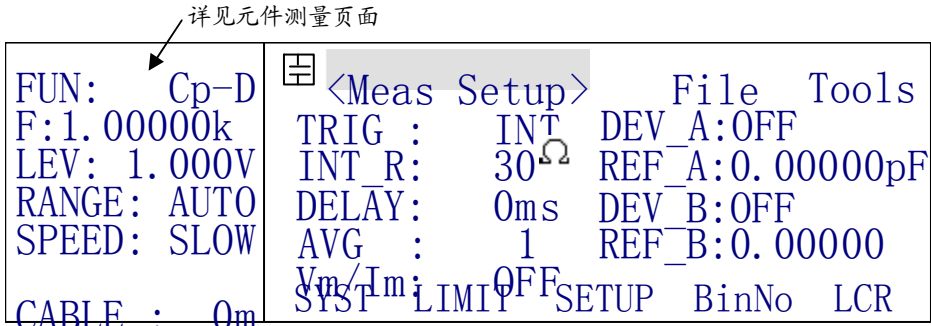 详见元件测量页面
FUN: Cp-D
F:1.00000k
LEV: 1.000V
RANGE: AUTO
SPEED: SLOW
CABLE : 0m
<Meas Setup> File Tools
TRIG : INT DEV_A:OFF
INT_R: 30Ω REF_A:0.00000pF
DELAY: 0ms DEV_B:OFF
AVG : 1 REF_B:0.00000
Vm/Im: OFF
SYST LIMIT SETUP BinNo LCR